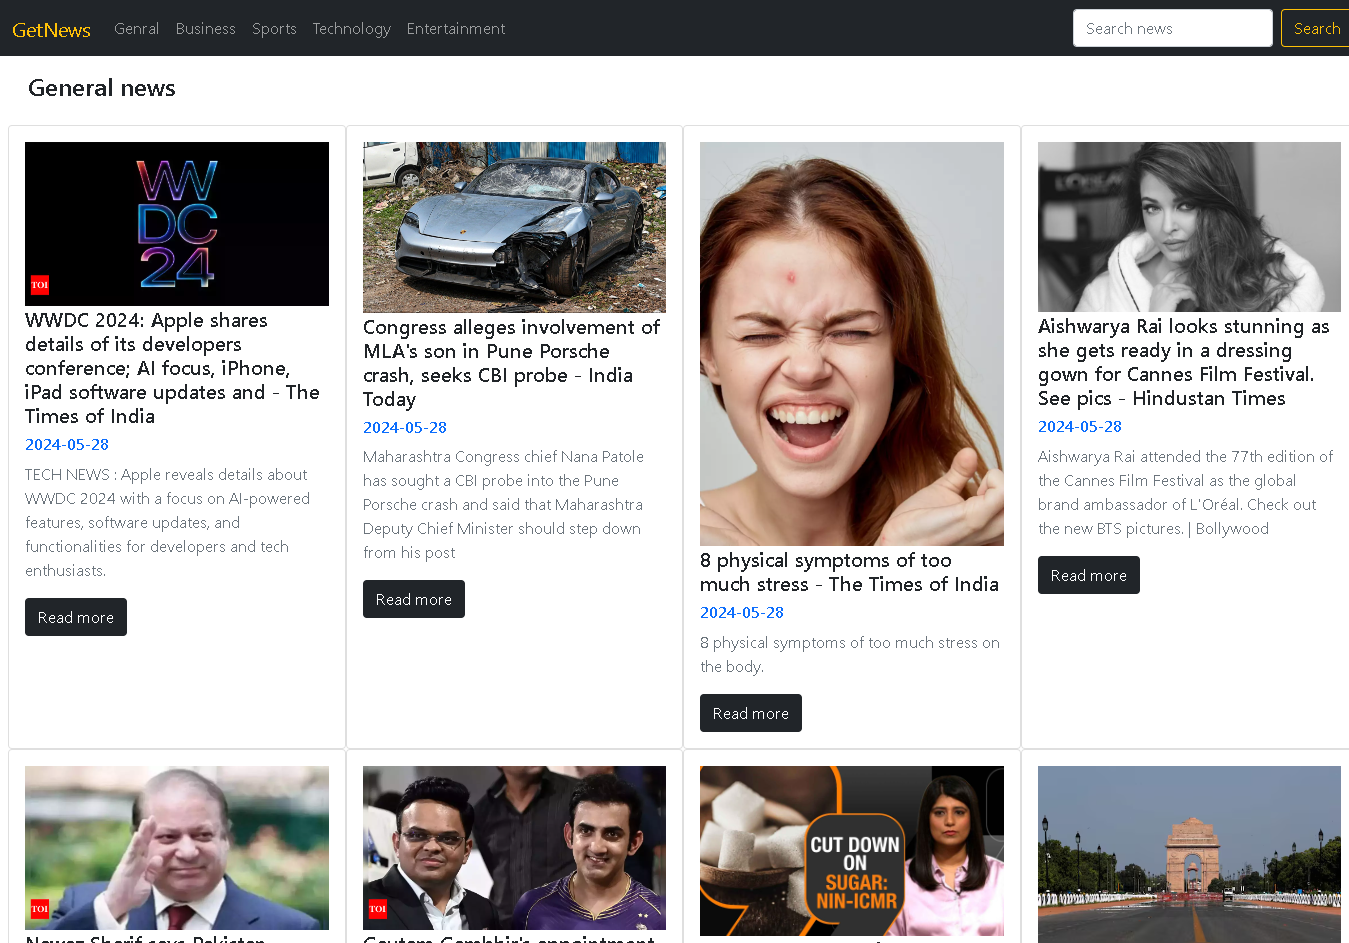 GetNews
Genral
Business
Sports
Technology
Entertainment
Search news
Search
General news
WW
DC
24
TOI
WWDC 2024: Apple shares
details of its developers
conference; AI focus, iPhone,
iPad software updates and - The
Times of India
2024-05-28
TECH NEWS : Apple reveals details about
WWDC 2024 with a focus on AI-powered
features, software updates, and
functionalities for developers and tech
enthusiasts.
Read more
Congress alleges involvement of
MLA's son in Pune Porsche
crash, seeks CBI probe - India
Today
2024-05-28
Maharashtra Congress chief Nana Patole
has sought a CBI probe into the Pune
Porsche crash and said that Maharashtra
Deputy Chief Minister should step down
from his post
Read more
8 physical symptoms of too
much stress - The Times of India
2024-05-28
8 physical symptoms of too much stress on
the body.
Read more
Aishwarya Rai looks stunning as
she gets ready in a dressing
gown for Cannes Film Festival.
See pics - Hindustan Times
2024-05-28
Aishwarya Rai attended the 77th edition of
the Cannes Film Festival as the global
brand ambassador of L'Oréal. Check out
the new BTS pictures. | Bollywood
Read more
TOI
Nawaz Sharif says Pakistan
TOI
Gautam Gambhir's appointment
CUT DOWN
ON
SUGAR:
NIN-ICMR